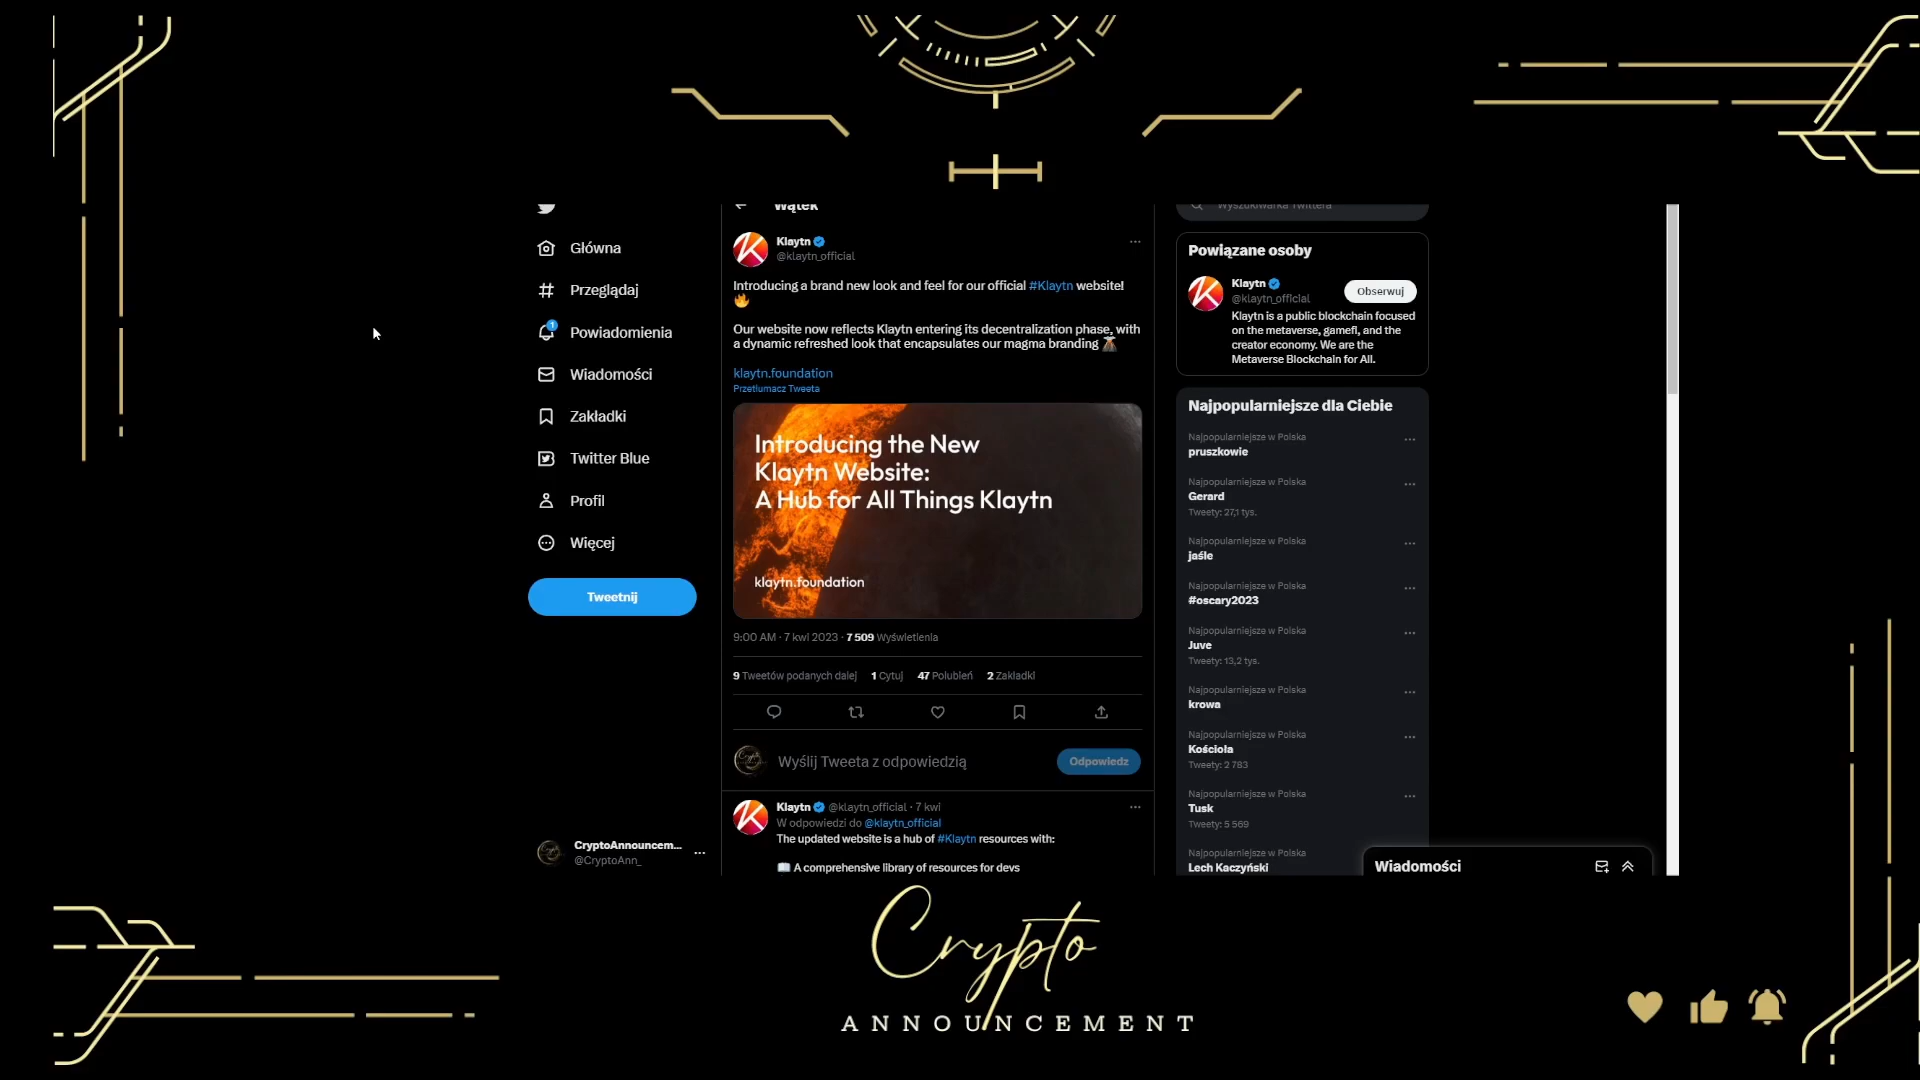 Główna
Przeglądaj
1
Powiadomienia
Wiadomości
Zakładki
Twitter Blue
Profil
Więcej
Tweetnij
CryptoAnnouncem...
@CryptoAnn_
Wątek
Klaytn
@klaytn_official
Introducing a brand new look and feel for our official #Klaytn website!
Our website now reflects Klaytn entering its decentralization phase, with
a dynamic refreshed look that encapsulates our magma branding
klaytn.foundation
Przetłumacz Tweeta
Introducing the New
Klaytn Website:
A Hub for All Things Klaytn
klaytn.foundation
9:00 AM · 7 kwi 2023 · 7 509 Wyświetlenia
9 Tweetów podanych dalej 1 Cytuj 47 Polubień 2 Zakładki
Wyślij Tweeta z odpowiedzią
Odpowiedz
Klaytn @klaytn_official · 7 kwi
W odpowiedzi do @klaytn_official
The updated website is a hub of #Klaytn resources with:
A comprehensive library of resources for devs
Wyszukiwarka Twittera
Powiązane osoby
Klaytn
@klaytn_official
Obserwuj
Klaytn is a public blockchain focused
on the metaverse, gamefi, and the
creator economy. We are the
Metaverse Blockchain for All.
Najpopularniejsze dla Ciebie
Najpopularniejsze w Polska
pruszkowie
Najpopularniejsze w Polska
Gerard
Tweety: 27,1 tys.
Najpopularniejsze w Polska
jaśle
Najpopularniejsze w Polska
#oscary2023
Najpopularniejsze w Polska
Juve
Tweety: 13,2 tys.
Najpopularniejsze w Polska
krowa
Najpopularniejsze w Polska
Kościoła
Tweety: 2 783
Najpopularniejsze w Polska
Tusk
Tweety: 5 569
Najpopularniejsze w Polska
Lech Kaczyński
Wiadomości
Crypto
ANNOUNCEMENT